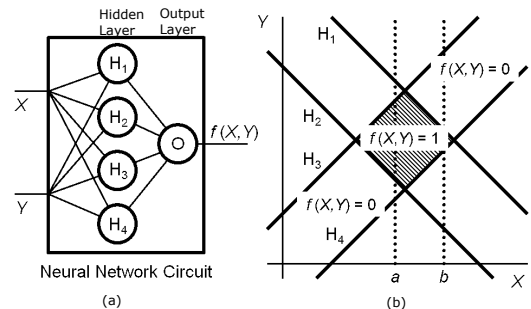 Hidden Layer
Output Layer
H1
H2
H3
H4
O
X
Y
f(X,Y)
Neural Network Circuit
(a)
Y
H1
H2
H3
H4
f(X,Y) = 0
f(X,Y) = 1
f(X,Y) = 0
a
b
X
(b)